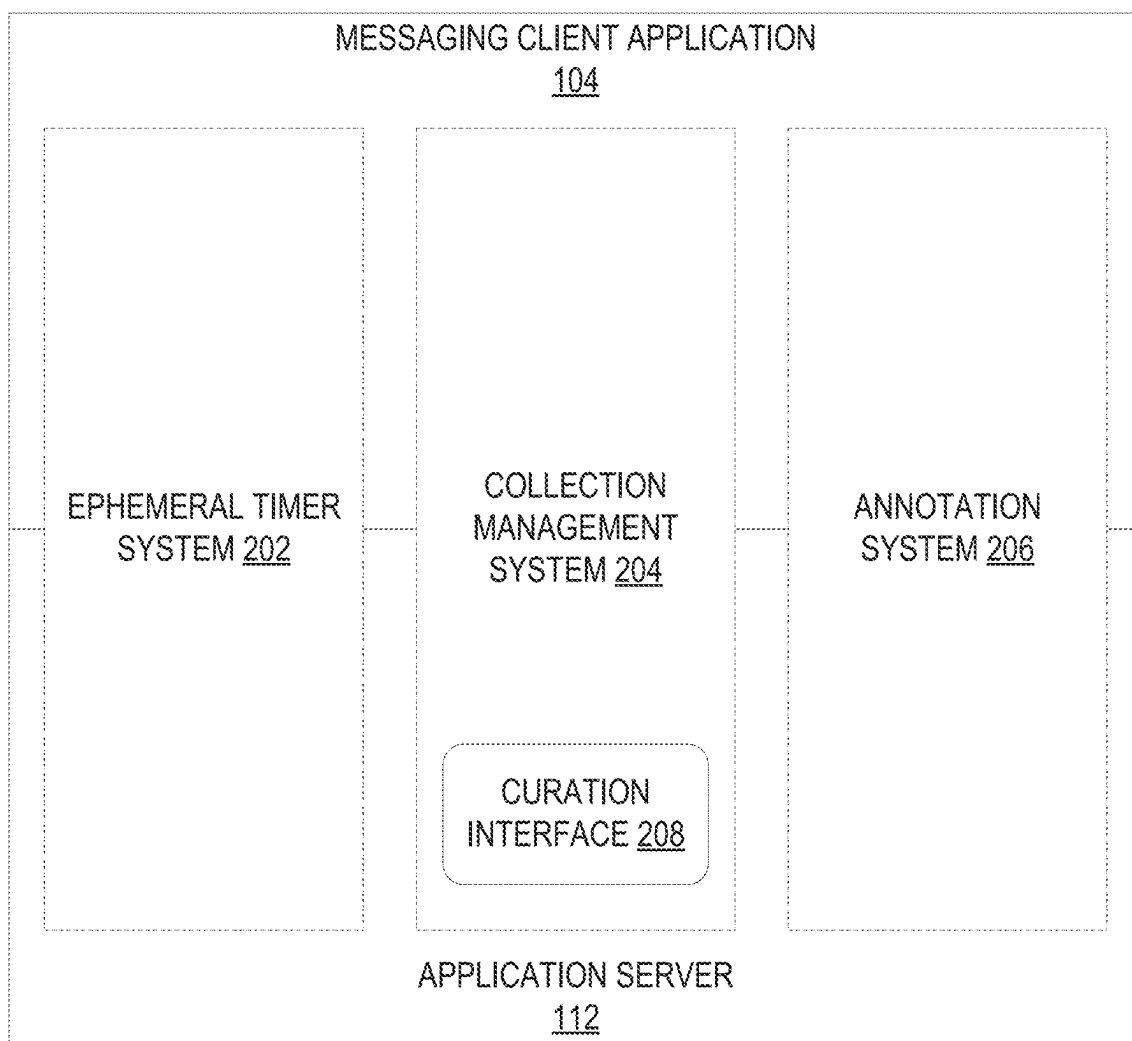 MESSAGING CLIENT APPLICATION
104
EPHEMERAL TIMER
SYSTEM 202
COLLECTION
MANAGEMENT
SYSTEM 204
ANNOTATION
SYSTEM 206
CURATION
INTERFACE 208
APPLICATION SERVER
112